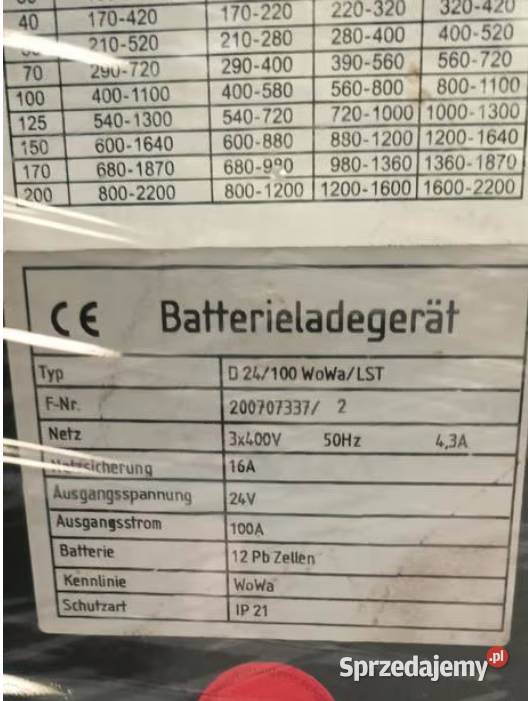 40 170-420 170-220 220-320 320-420
210-520 210-280 280-400 400-520
70 290-720 290-400 390-560 560-720
100 400-1100 400-580 560-800 800-1100
125 540-1300 540-720 720-1000 1000-1300
150 600-1640 600-880 880-1200 1200-1640
170 680-1870 680-980 980-1360 1360-1870
200 800-2200 800-1200 1200-1600 1600-2200
CE Batterieladegerät
Typ D 24/100 WoWa/LST
F-Nr. 200707337/ 2
Netz 3x400V 50Hz 4,3A
Netzsicherung 16A
Ausgangsspannung 24V
Ausgangsstrom 100A
Batterie 12 Pb Zellen
Kennlinie WoWa
Schutzart IP 21
Sprzedajemy.pl